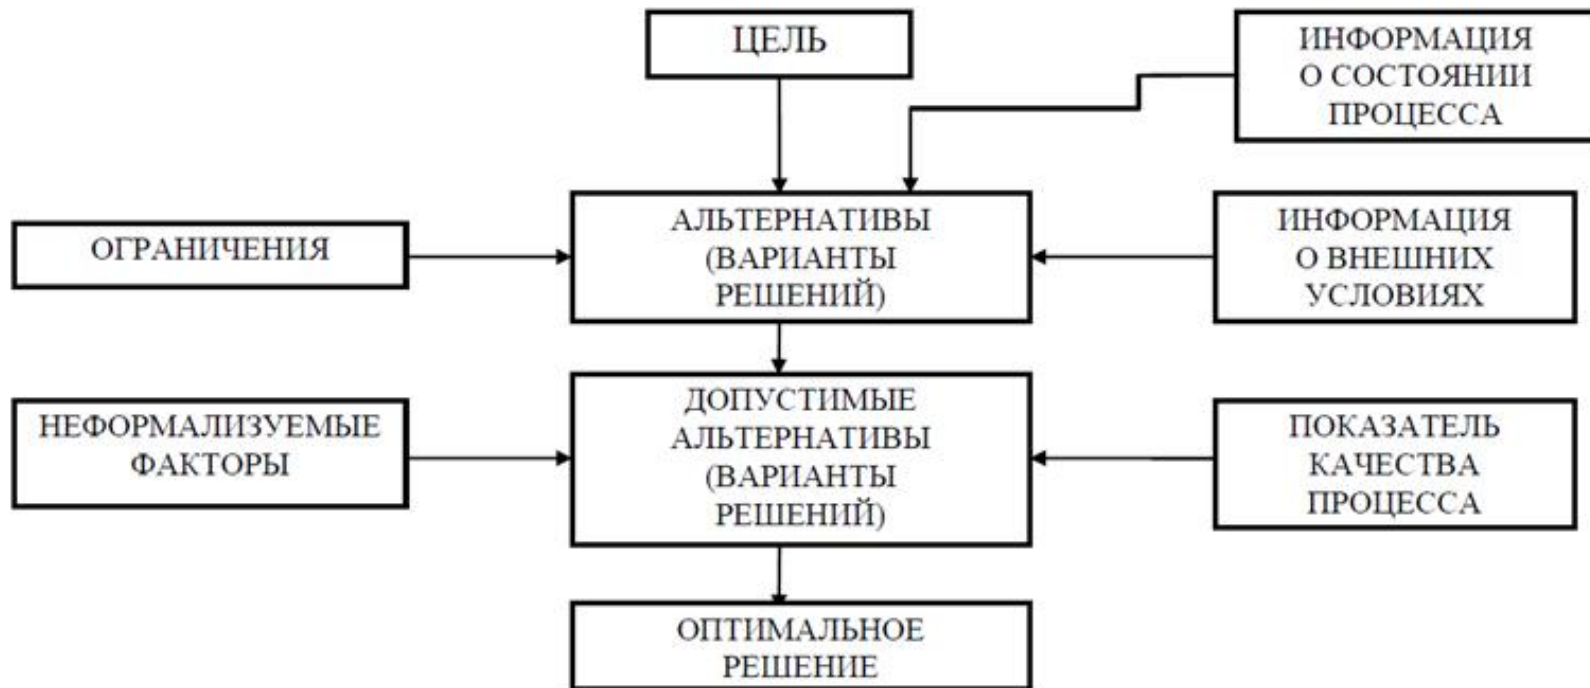 ЦЕЛЬ
ИНФОРМАЦИЯ
О СОСТОЯНИИ
ПРОЦЕССА
ОГРАНИЧЕНИЯ
АЛЬТЕРНАТИВЫ
(ВАРИАНТЫ
РЕШЕНИЙ)
ИНФОРМАЦИЯ
О ВНЕШНИХ
УСЛОВИЯХ
НЕФОРМАЛИЗУЕМЫЕ
ФАКТОРЫ
ДОПУСТИМЫЕ
АЛЬТЕРНАТИВЫ
(ВАРИАНТЫ
РЕШЕНИЙ)
ПОКАЗАТЕЛЬ
КАЧЕСТВА
ПРОЦЕССА
ОПТИМАЛЬНОЕ
РЕШЕНИЕ